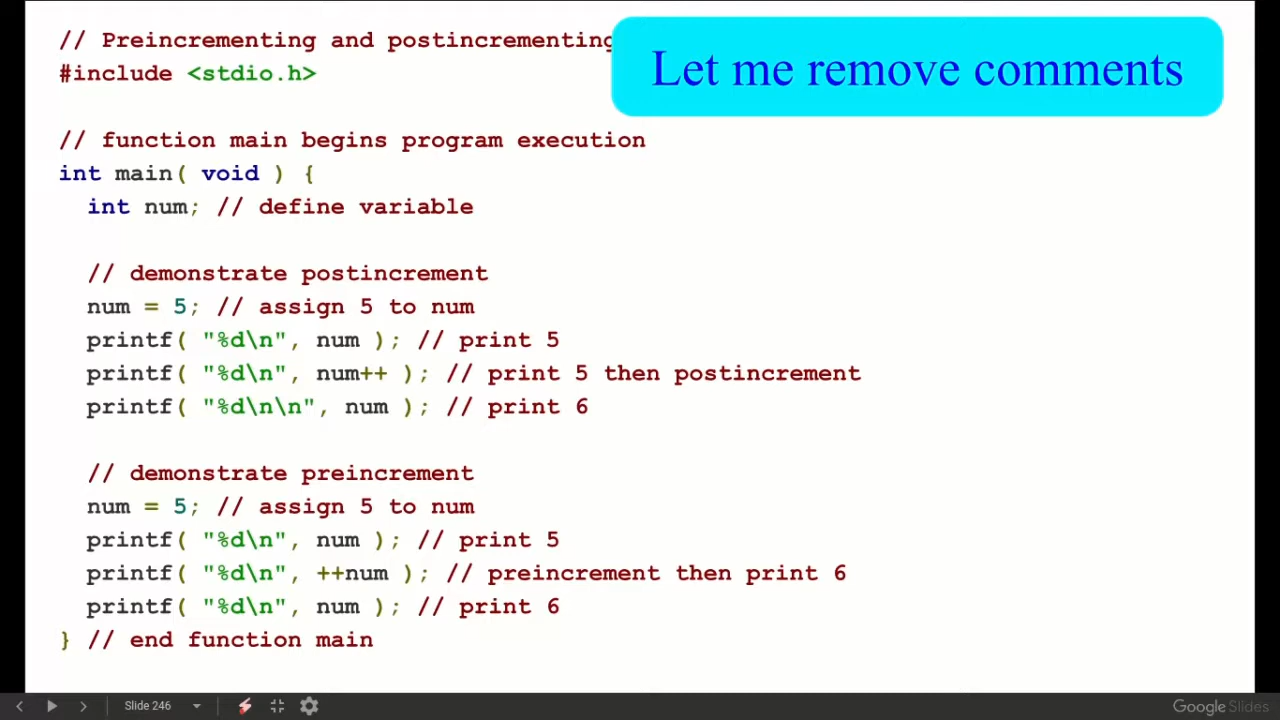 // Preincrementing and postincrementing
Let me remove comments
#include <stdio.h>
// function main begins program execution
int main( void ) {
int num; // define variable
// demonstrate postincrement
num = 5; // assign 5 to num
printf( "%d\n", num ); // print 5
printf( "%d\n", num++ ); // print 5 then postincrement
printf( "%d\n\n", num ); // print 6
// demonstrate preincrement
num = 5; // assign 5 to num
printf( "%d\n", num ); // print 5
printf( "%d\n", ++num ); // preincrement then print 6
printf( "%d\n", num ); // print 6
} // end function main
Slide 246
Google Slides